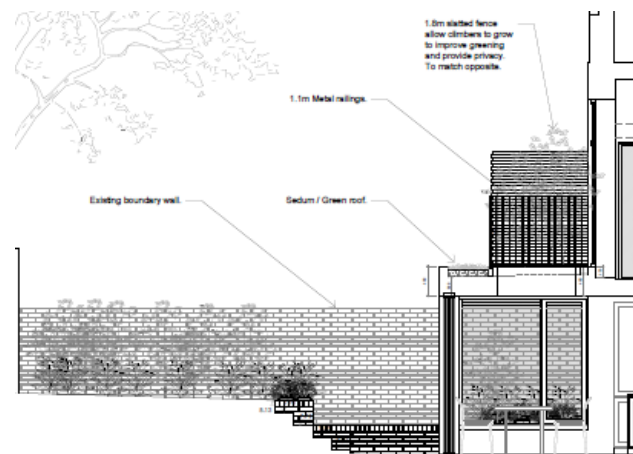 1.8m slatted fence
allow climbers to grow
to improve greening
and provide privacy.
To match opposite.
1.1m Metal railings.
Existing boundary wall.
Sedum / Green roof.